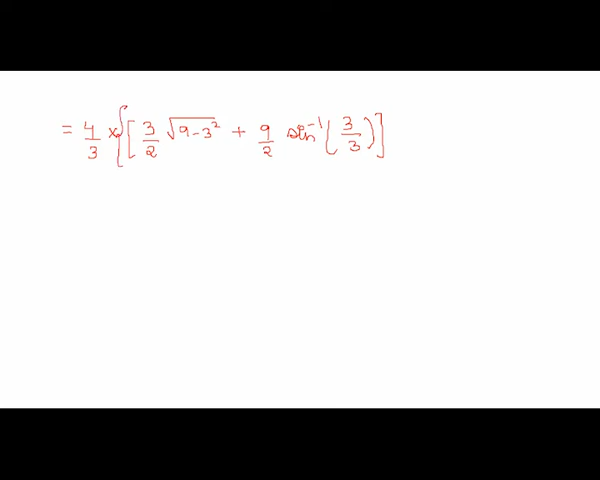 = 4/3 × { [ 3/2 √(9-3²) + 9/2 sin⁻¹ ( 3/3 ) ]